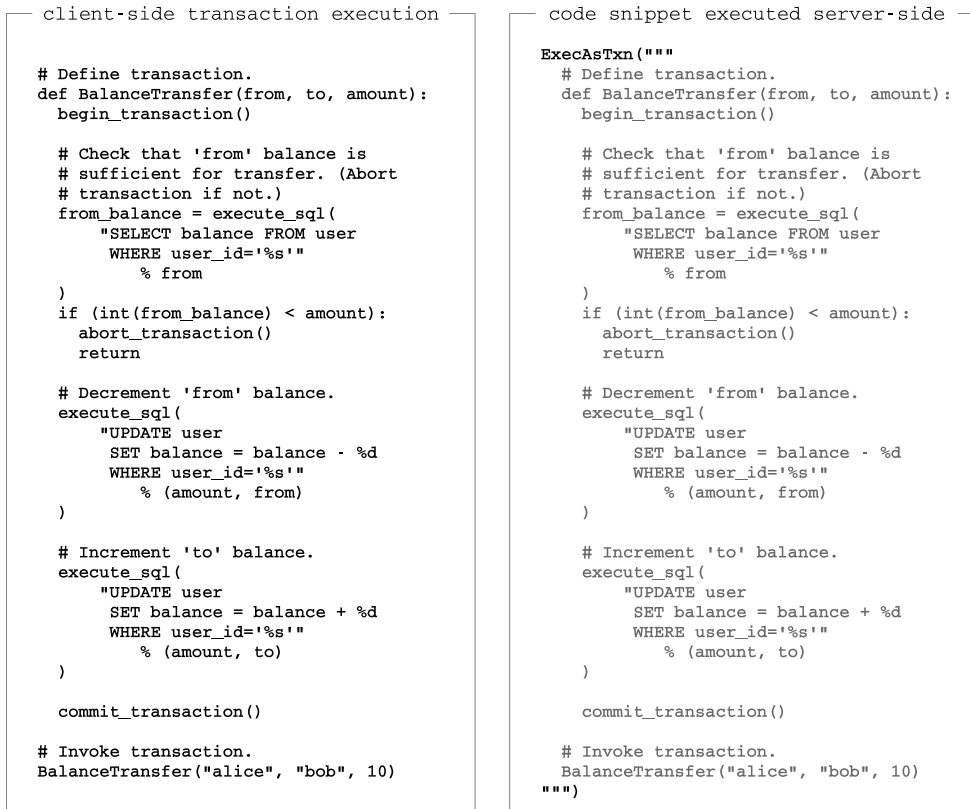 client-side transaction execution
# Define transaction.
def BalanceTransfer(from, to, amount):
  begin_transaction()
  # Check that 'from' balance is
  # sufficient for transfer. (Abort
  # transaction if not.)
  from_balance = execute_sql(
      "SELECT balance FROM user
       WHERE user_id='%s'"
          % from
  )
  if (int(from_balance) < amount):
    abort_transaction()
    return
  # Decrement 'from' balance.
  execute_sql(
      "UPDATE user
       SET balance = balance - %d
       WHERE user_id='%s'"
          % (amount, from)
  )
  # Increment 'to' balance.
  execute_sql(
      "UPDATE user
       SET balance = balance + %d
       WHERE user_id='%s'"
          % (amount, to)
  )
  commit_transaction()
# Invoke transaction.
BalanceTransfer("alice", "bob", 10)
code snippet executed server-side
ExecAsTxn("""
  # Define transaction.
  def BalanceTransfer(from, to, amount):
    begin_transaction()
    # Check that 'from' balance is
    # sufficient for transfer. (Abort
    # transaction if not.)
    from_balance = execute_sql(
        "SELECT balance FROM user
         WHERE user_id='%s'"
            % from
    )
    if (int(from_balance) < amount):
      abort_transaction()
      return
    # Decrement 'from' balance.
    execute_sql(
        "UPDATE user
         SET balance = balance - %d
         WHERE user_id='%s'"
            % (amount, from)
    )
    # Increment 'to' balance.
    execute_sql(
        "UPDATE user
         SET balance = balance + %d
         WHERE user_id='%s'"
            % (amount, to)
    )
    commit_transaction()
  # Invoke transaction.
  BalanceTransfer("alice", "bob", 10)
""")